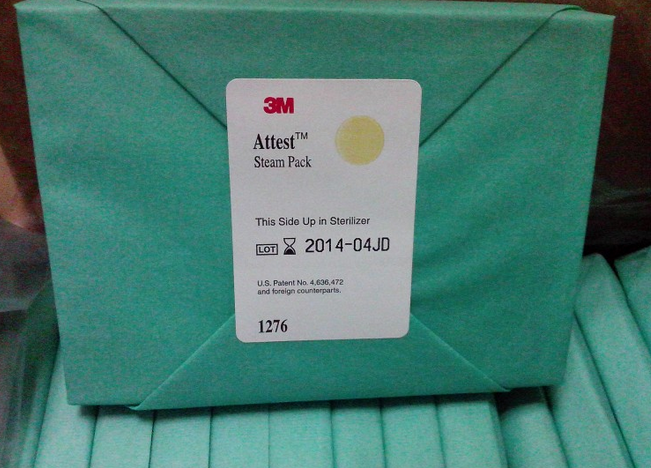 3M
Attest™
Steam Pack
This Side Up in Sterilizer
LOT 2014-04JD
U.S. Patent No. 4,636,472
and foreign counterparts.
1276